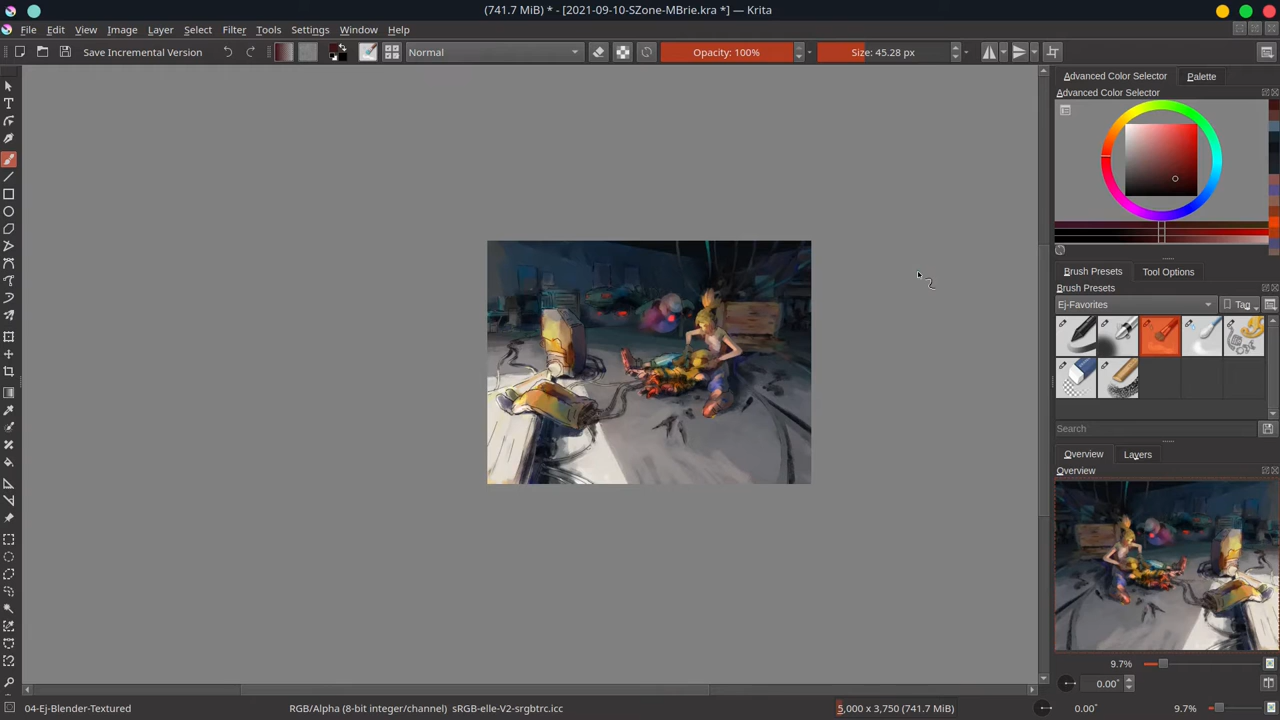 (741.7 MiB) * - [2021-09-10-SZone-MBrie.kra *] — Krita
File Edit View Image Layer Select Filter Tools Settings Window Help
Save Incremental Version Normal Opacity: 100% Size: 45.28 px
Advanced Color Selector Palette
Advanced Color Selector
Brush Presets Tool Options
Brush Presets
Ej-Favorites Tag
Search
Overview Layers
Overview
9.7%
0.00°
04-Ej-Blender-Textured RGB/Alpha (8-bit integer/channel) sRGB-elle-V2-srgbtrc.icc 5,000 x 3,750 (741.7 MiB) 0.00° 9.7%